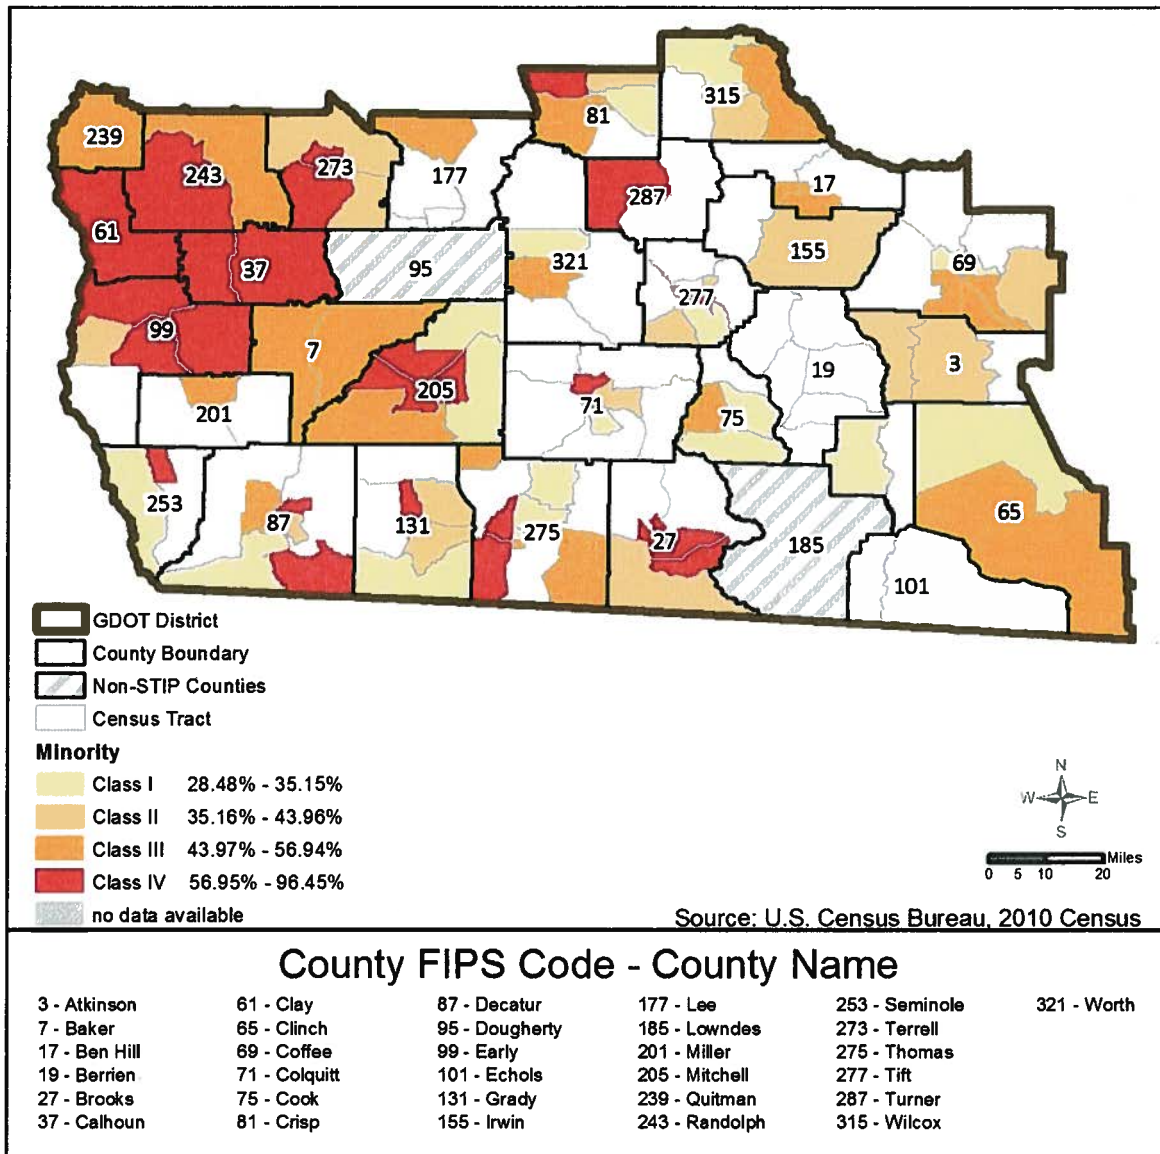 315
81
239
243
273
177
17
287
61
37
95
321
155
69
277
99
7
19
3
205
201
71
75
253
87
131
275
27
185
65
101
GDOT District
County Boundary
Non-STIP Counties
Census Tract
Minority
Class I 28.48% - 35.15%
Class II 35.16% - 43.96%
Class III 43.97% - 56.94%
Class IV 56.95% - 96.45%
no data available
N
W E
S
Miles
0 5 10 20
Source: U.S. Census Bureau, 2010 Census
County FIPS Code - County Name
3 - Atkinson 61 - Clay 87 - Decatur 177 - Lee 253 - Seminole 321 - Worth
7 - Baker 65 - Clinch 95 - Dougherty 185 - Lowndes 273 - Terrell
17 - Ben Hill 69 - Coffee 99 - Early 201 - Miller 275 - Thomas
19 - Berrien 71 - Colquitt 101 - Echols 205 - Mitchell 277 - Tift
27 - Brooks 75 - Cook 131 - Grady 239 - Quitman 287 - Turner
37 - Calhoun 81 - Crisp 155 - Irwin 243 - Randolph 315 - Wilcox